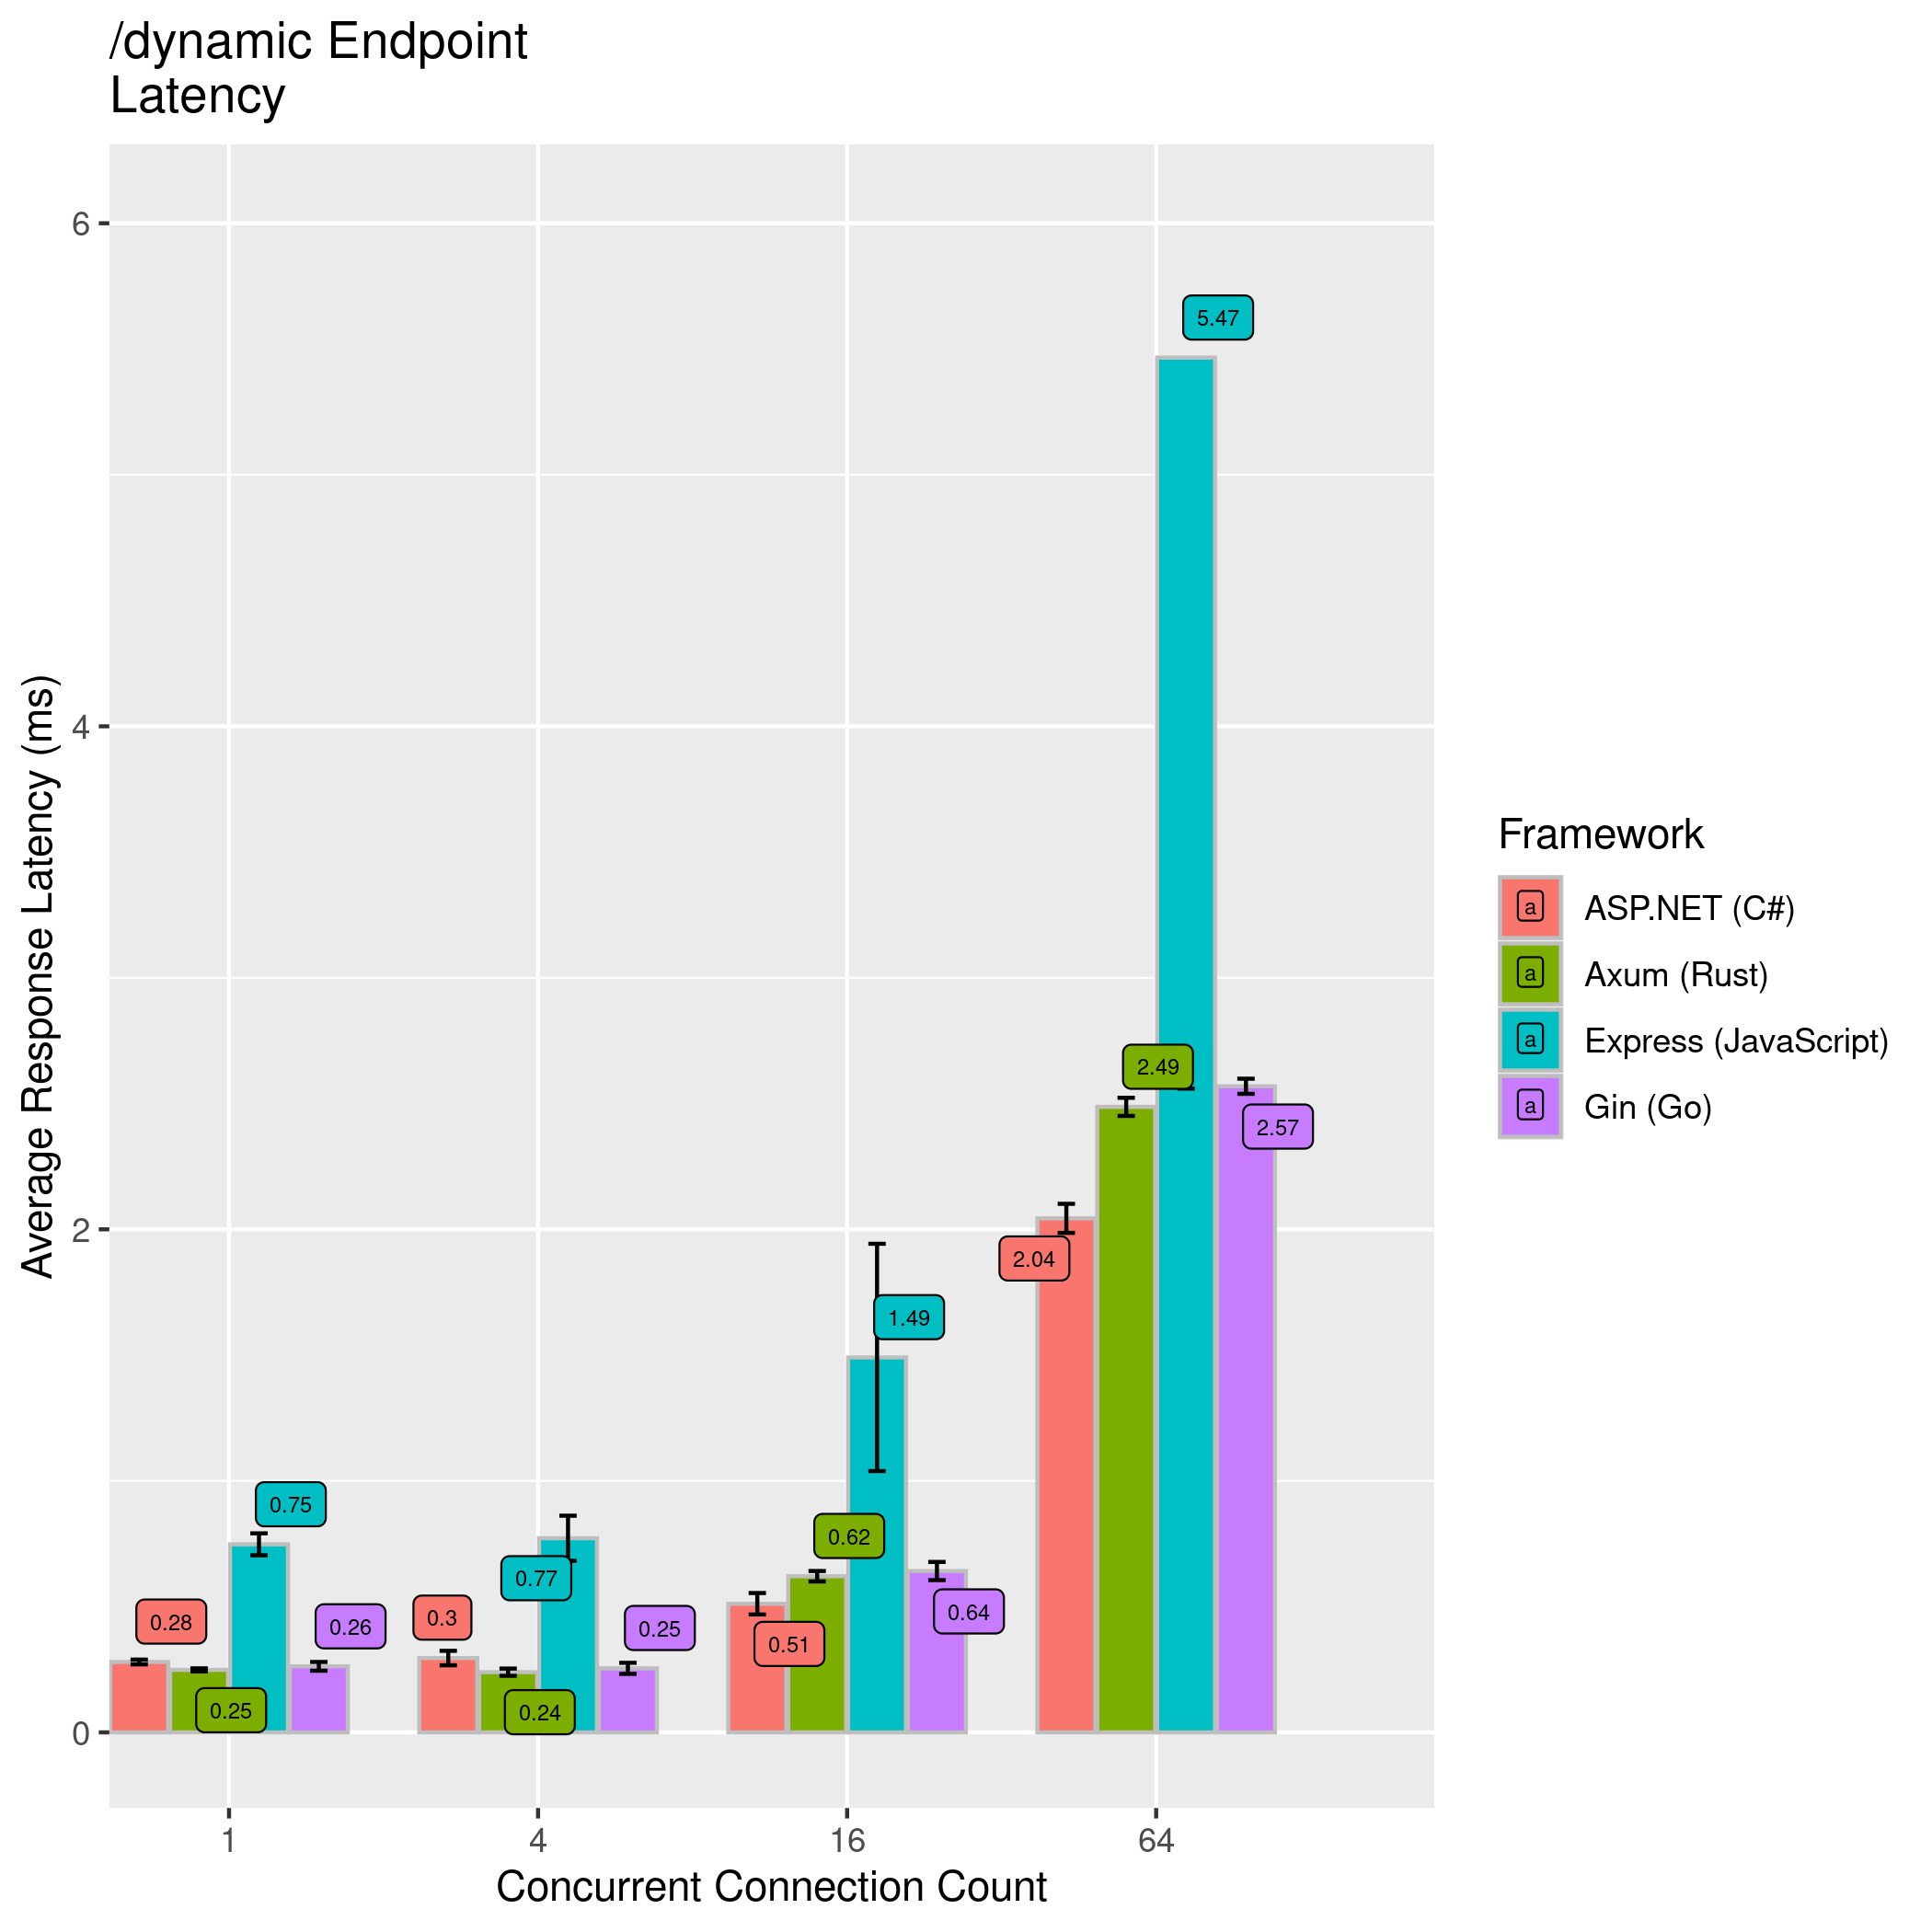 /dynamic Endpoint
Latency
Average Response Latency (ms)
6
4
2
0
5.47
2.49
2.57
2.04
1.49
0.75
0.62
0.77
0.28
0.3
0.26
0.25
0.51
0.64
0.25
0.24
1
4
16
64
Concurrent Connection Count
Framework
a ASP.NET (C#)
a Axum (Rust)
a Express (JavaScript)
a Gin (Go)